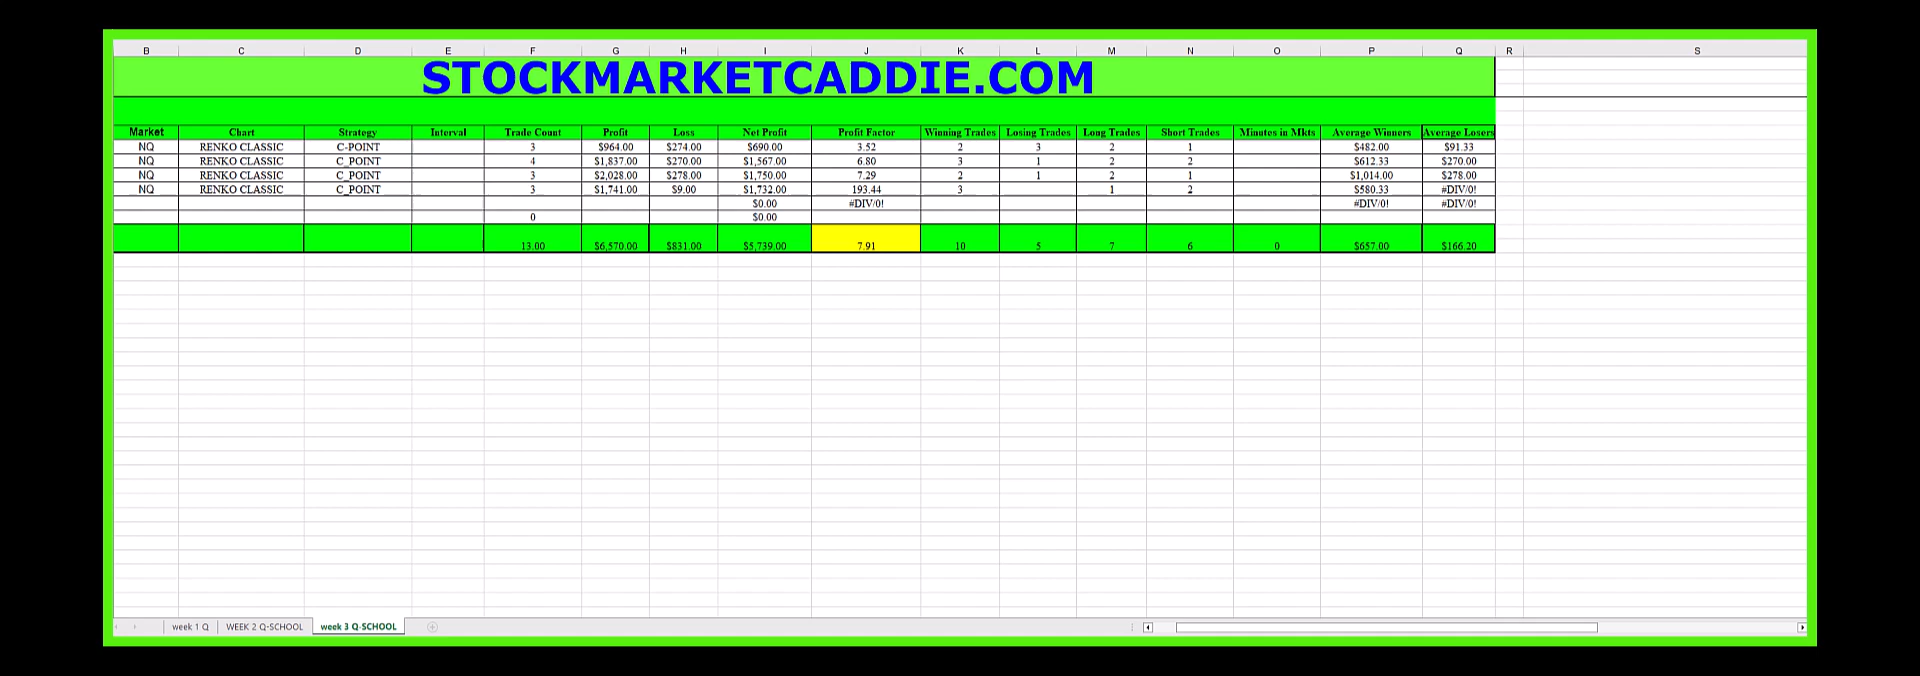 B C D E F G H I J K L M N O P Q R S
STOCKMARKETCADDIE.COM
Market Chart Strategy Interval Trade Count Profit Loss Net Profit Profit Factor Winning Trades Losing Trades Long Trades Short Trades Minutes in Mkts Average Winners Average Losers
NQ RENKO CLASSIC C-POINT 3 $964.00 $274.00 $690.00 3.52 2 3 2 1 $482.00 $91.33
NQ RENKO CLASSIC C_POINT 4 $1,837.00 $270.00 $1,567.00 6.80 3 1 2 2 $612.33 $270.00
NQ RENKO CLASSIC C_POINT 3 $2,028.00 $278.00 $1,750.00 7.29 2 1 2 1 $1,014.00 $278.00
NQ RENKO CLASSIC C_POINT 3 $1,741.00 $9.00 $1,732.00 193.44 3 1 2 $580.33 #DIV/0!
$0.00 #DIV/0! #DIV/0! #DIV/0!
0 $0.00
13.00 $6,570.00 $831.00 $5,739.00 7.91 10 5 7 6 0 $657.00 $166.20
week 1 Q WEEK 2 Q-SCHOOL week 3 Q-SCHOOL